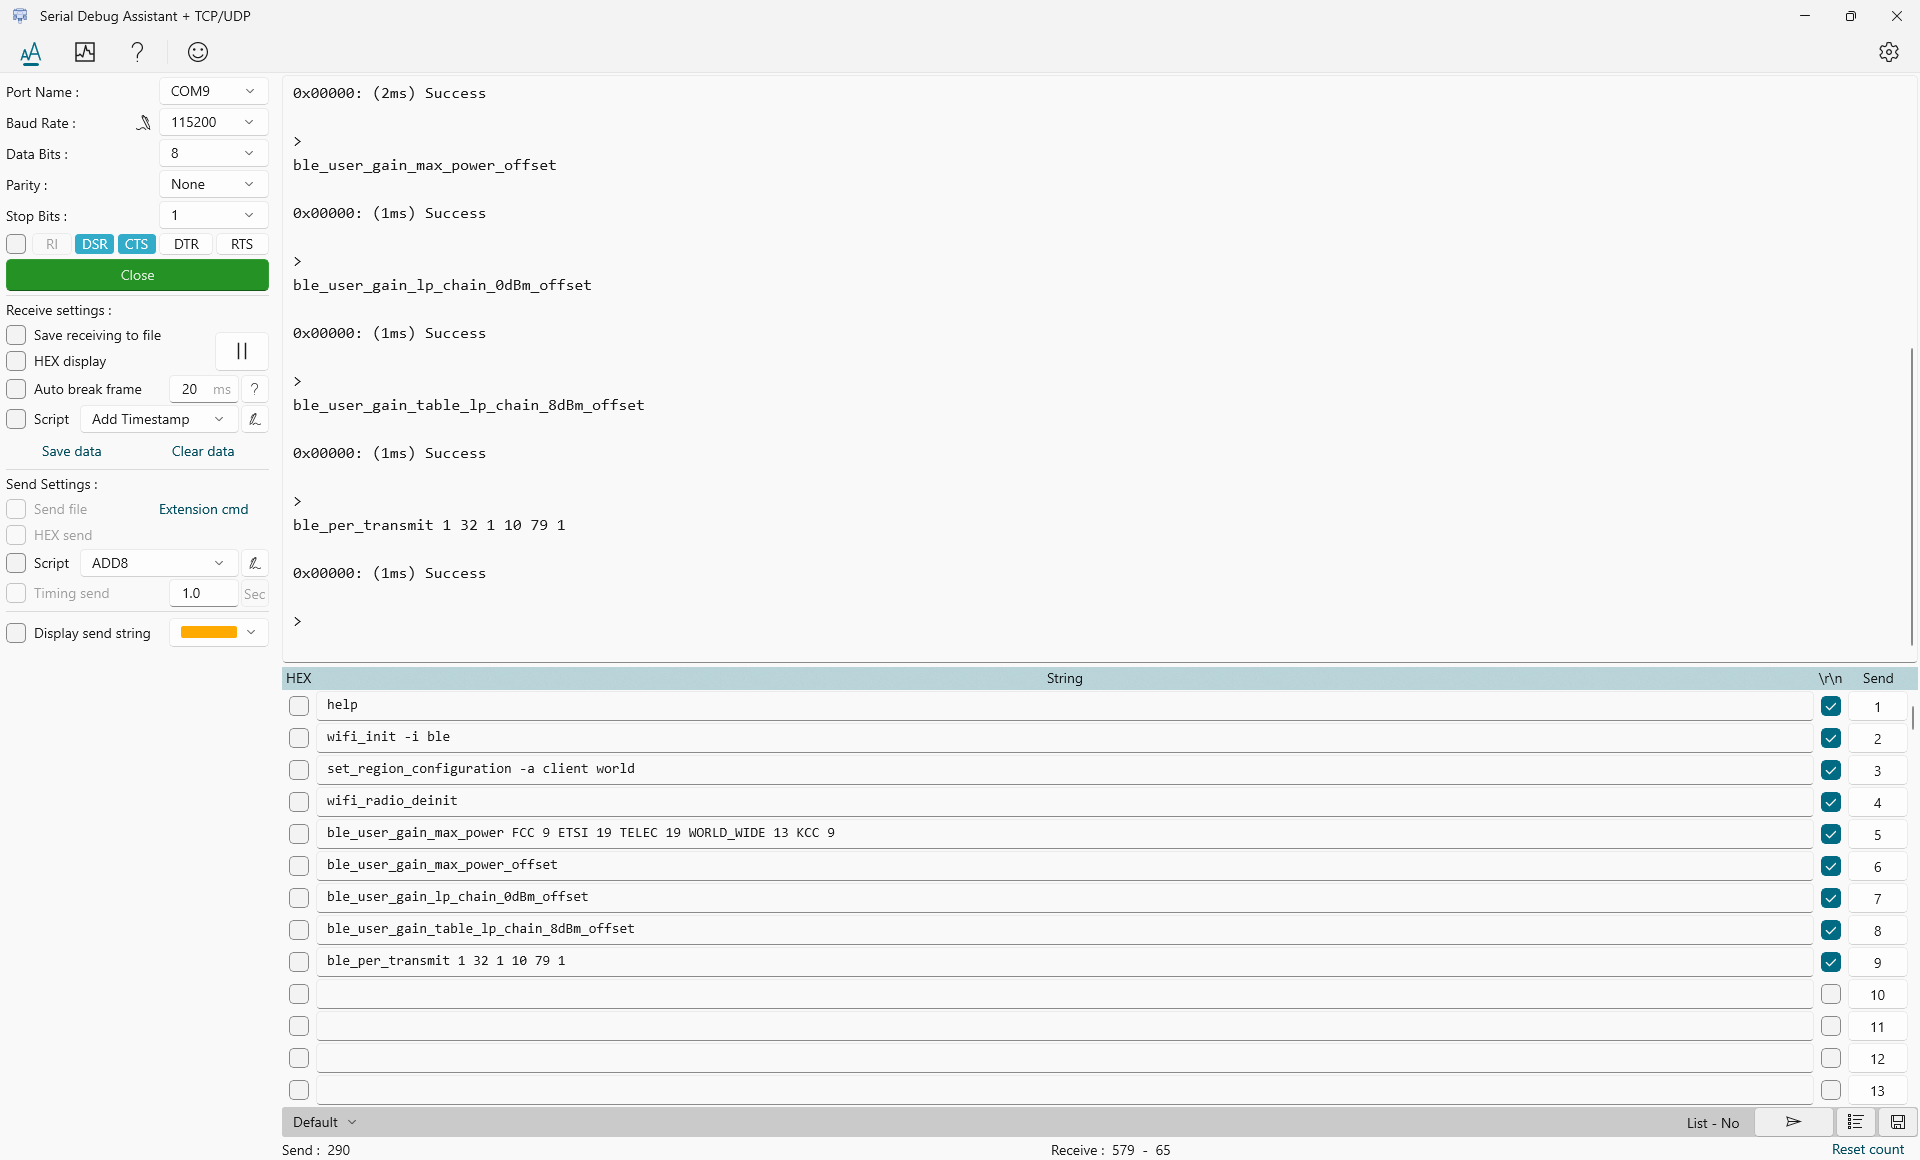 Serial Debug Assistant + TCP/UDP
Port Name :
COM9
Baud Rate :
115200
Data Bits :
8
Parity :
None
Stop Bits :
1
RI DSR CTS DTR RTS
Close
Receive settings :
Save receiving to file
HEX display
Auto break frame 20 ms ?
Script Add Timestamp
Save data Clear data
Send Settings :
Send file Extension cmd
HEX send
Script ADD8
Timing send 1.0 Sec
Display send string
0x00000: (2ms) Success
>
ble_user_gain_max_power_offset
0x00000: (1ms) Success
>
ble_user_gain_lp_chain_0dBm_offset
0x00000: (1ms) Success
>
ble_user_gain_table_lp_chain_8dBm_offset
0x00000: (1ms) Success
>
ble_per_transmit 1 32 1 10 79 1
0x00000: (1ms) Success
>
HEX String \r\n Send
help 1
wifi_init -i ble 2
set_region_configuration -a client world 3
wifi_radio_deinit 4
ble_user_gain_max_power FCC 9 ETSI 19 TELEC 19 WORLD_WIDE 13 KCC 9 5
ble_user_gain_max_power_offset 6
ble_user_gain_lp_chain_0dBm_offset 7
ble_user_gain_table_lp_chain_8dBm_offset 8
ble_per_transmit 1 32 1 10 79 1 9
10
11
12
13
Default List - No
Send : 290 Receive : 579 - 65 Reset count